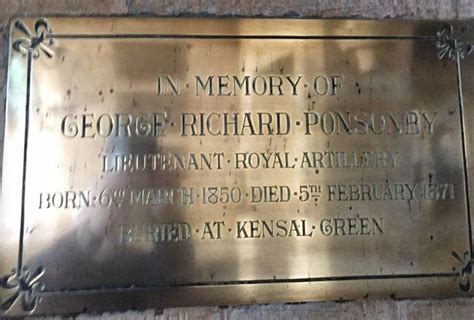 IN · MEMORY · OF
GEORGE · RICHARD · PONSONBY
LIEUTENANT · ROYAL · ARTILLERY
BORN · 6TH MARCH · 1850 · DIED · 5TH FEBRUARY · 1871
BURIED · AT · KENSAL · GREEN